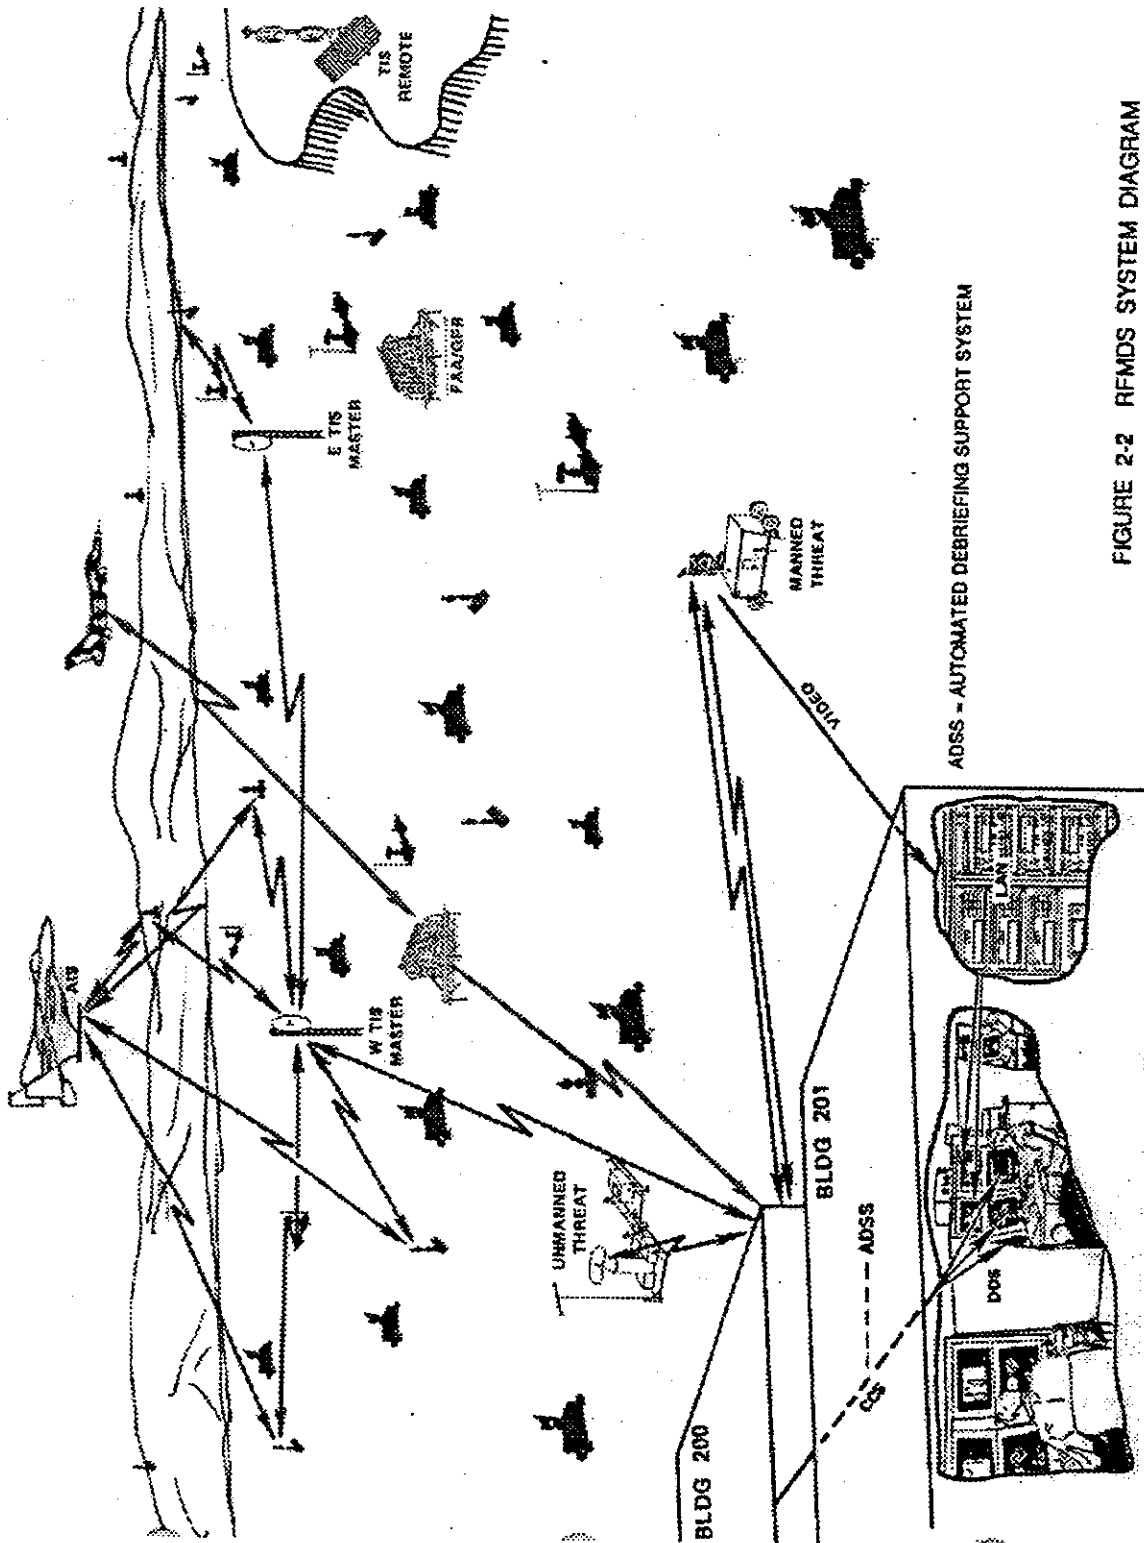 AIS
TIS
REMOTE
E TIS
MASTER
W TIS
MASTER
UNMANNED
THREAT
MANNED
THREAT
VIDEO
BLDG 200
BLDG 201
CCS
ADSS
DDS
LAN
ADSS = AUTOMATED DEBRIEFING SUPPORT SYSTEM
FIGURE 2-2 RFMDS SYSTEM DIAGRAM